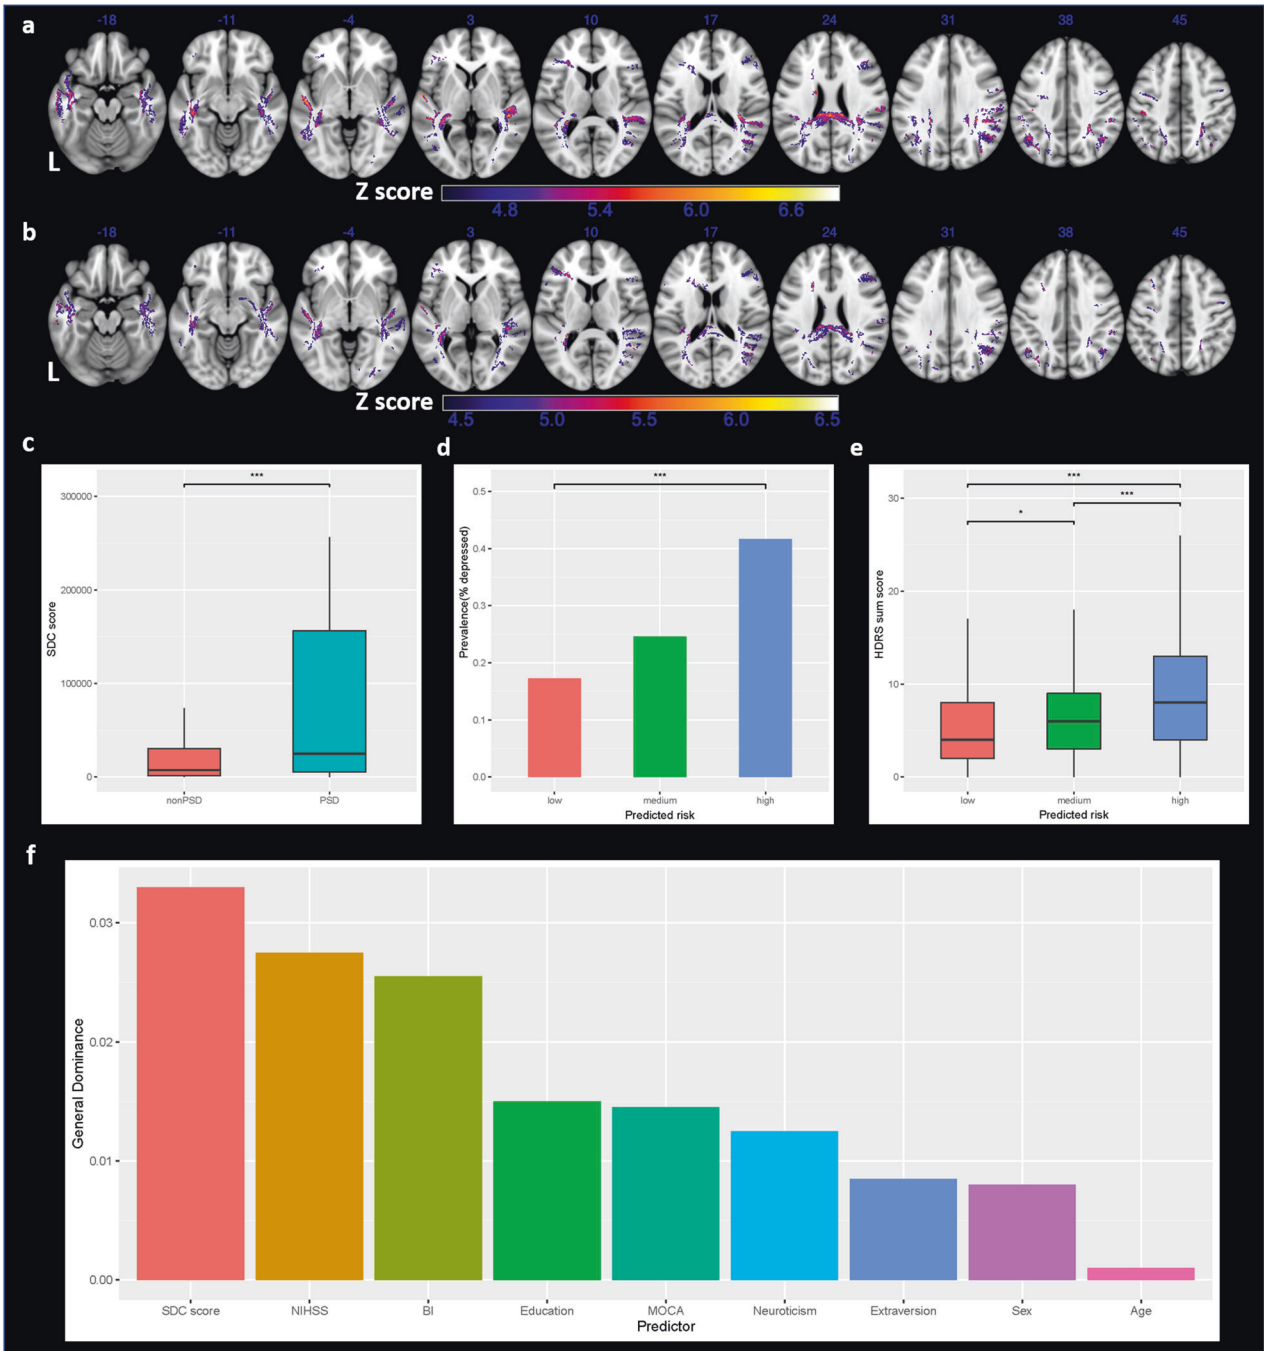 a
-18 -11 -4 3 10 17 24 31 38 45
L
Z score
4.8 5.4 6.0 6.6
b
-18 -11 -4 3 10 17 24 31 38 45
L
Z score
4.5 5.0 5.5 6.0 6.5
c
***
300000
200000
100000
0
SDC score
nonPSD PSD
d
***
0.5
0.4
0.3
0.2
0.1
0.0
Prevalence(% depressed)
low medium high
Predicted risk
e
***
***
*
30
20
10
0
HDRS sum score
low medium high
Predicted risk
f
0.03
0.02
0.01
0.00
General Dominance
SDC score NIHSS BI Education MOCA Neuroticism Extraversion Sex Age
Predictor